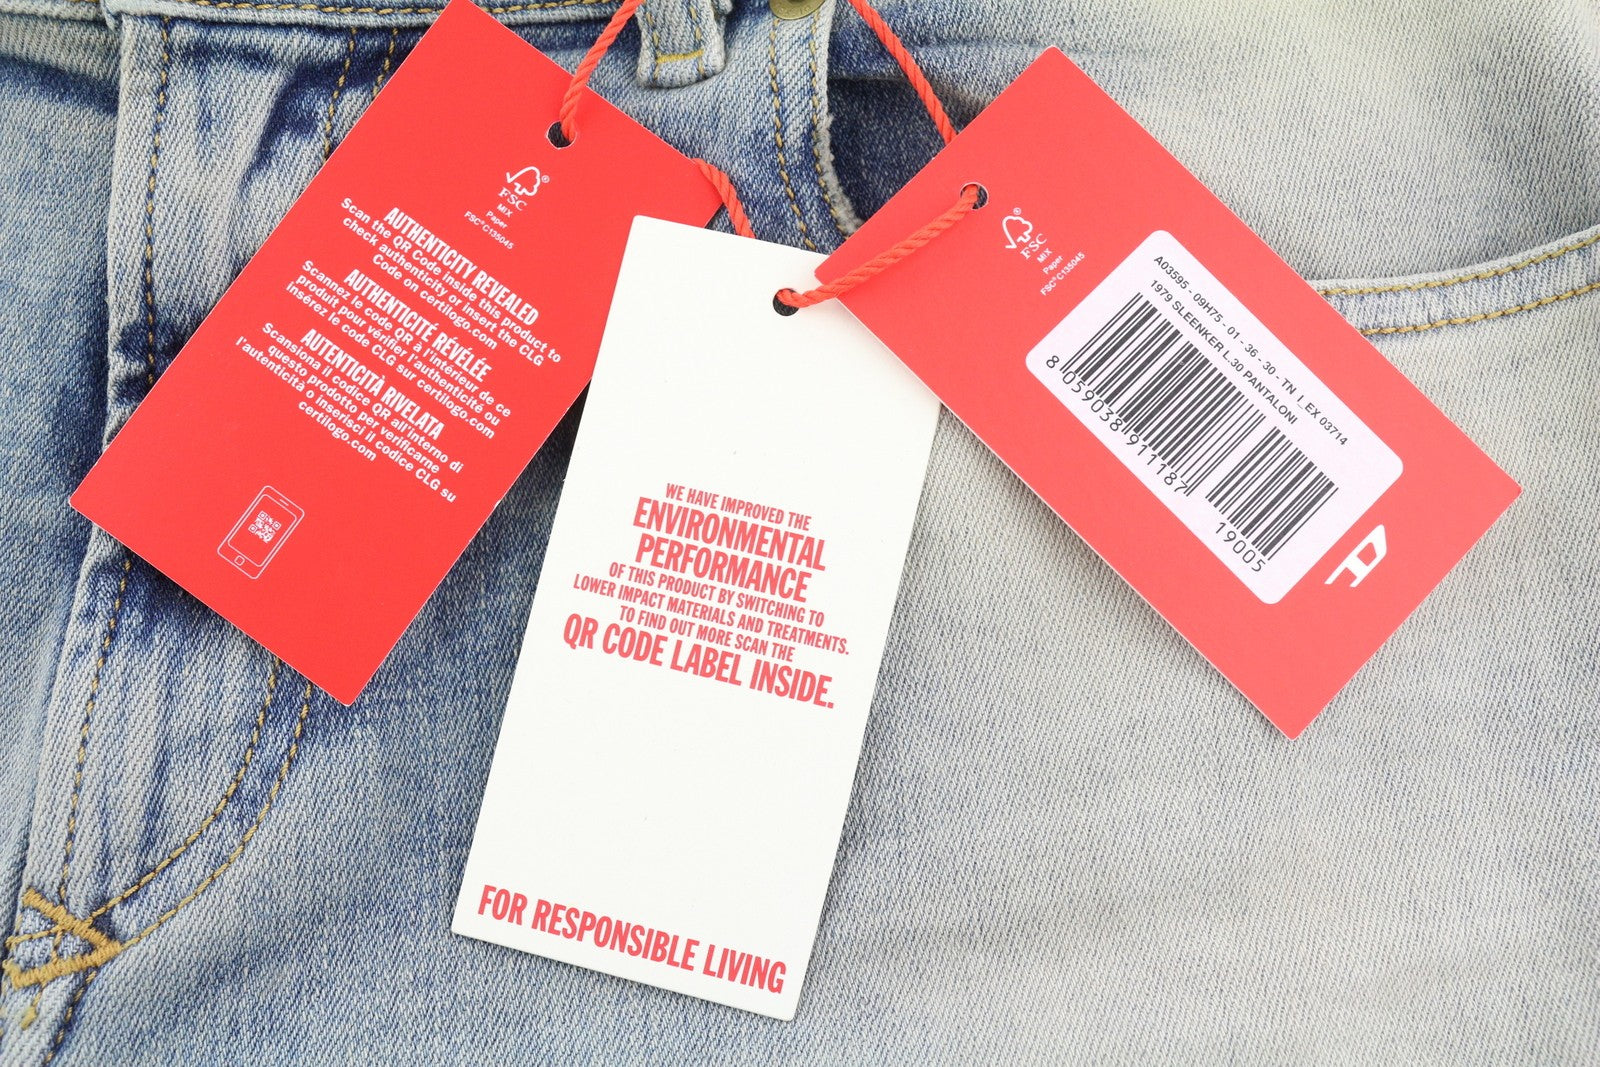 FSC®
MIX
Paper
FSC® C135045
AUTHENTICITY REVEALED
Scan the QR Code inside this product to
check authenticity or insert the CLG
Code on certilogo.com
AUTHENTICITÉ RÉVÉLÉE
Scannez le code QR à l'interieur de ce
produit pour vérifier l'authenticité ou
insérez le code CLG sur certilogo.com
AUTENTICITÀ RIVELATA
Scansiona il codice QR all'interno di
questo prodotto per verificarne
l'autenticità o inserisci il codice CLG su
certilogo.com
WE HAVE IMPROVED THE
ENVIRONMENTAL
PERFORMANCE
OF THIS PRODUCT BY SWITCHING TO
LOWER IMPACT MATERIALS AND TREATMENTS.
TO FIND OUT MORE SCAN THE
QR CODE LABEL INSIDE.
FOR RESPONSIBLE LIVING
FSC®
MIX
Paper
FSC® C135045
A03595 - 09H75 - 01 - 36 - 30 - TN I_EX 03714
1979 SLEENKER L.30 PANTALONI
8 059038 911187
19005
D